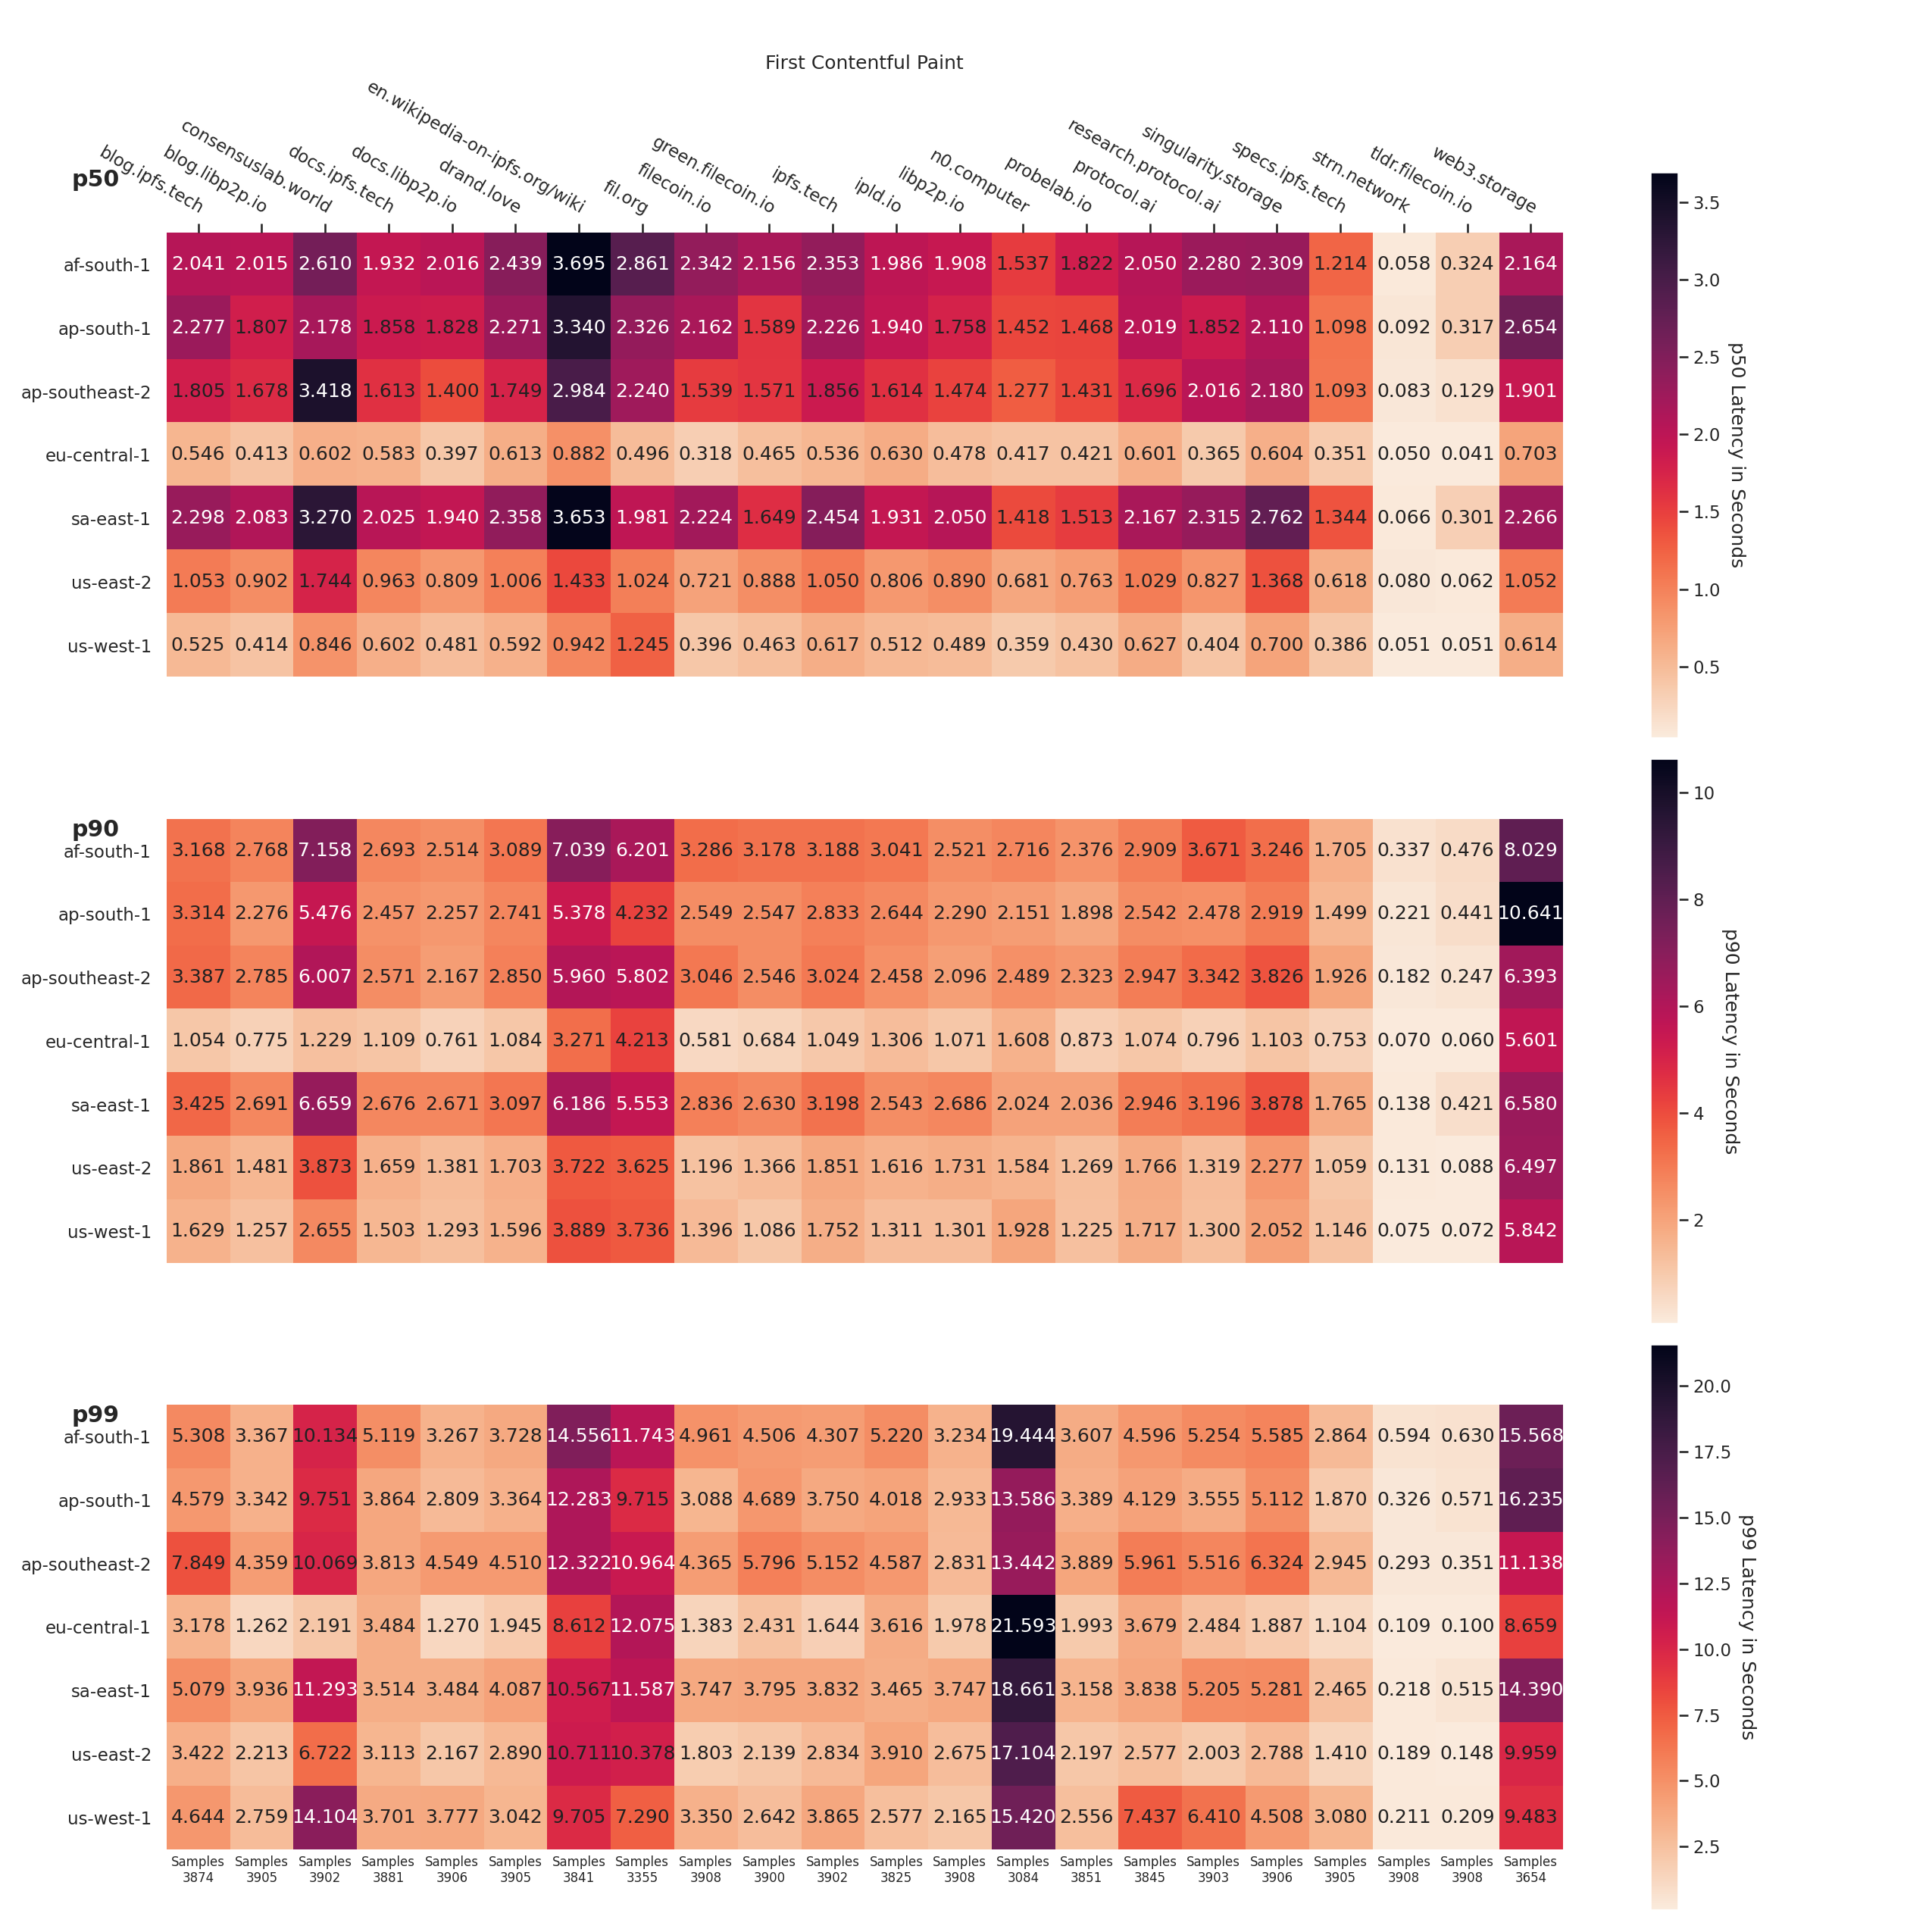 First Contentful Paint
p50
blog.ipfs.tech
blog.libp2p.io
consensuslab.world
docs.ipfs.tech
docs.libp2p.io
drand.love
en.wikipedia-on-ipfs.org/wiki
fil.org
filecoin.io
green.filecoin.io
ipfs.tech
ipld.io
libp2p.io
n0.computer
probelab.io
protocol.ai
research.protocol.ai
singularity.storage
specs.ipfs.tech
strn.network
tldr.filecoin.io
web3.storage
af-south-1 2.041 2.015 2.610 1.932 2.016 2.439 3.695 2.861 2.342 2.156 2.353 1.986 1.908 1.537 1.822 2.050 2.280 2.309 1.214 0.058 0.324 2.164
ap-south-1 2.277 1.807 2.178 1.858 1.828 2.271 3.340 2.326 2.162 1.589 2.226 1.940 1.758 1.452 1.468 2.019 1.852 2.110 1.098 0.092 0.317 2.654
ap-southeast-2 1.805 1.678 3.418 1.613 1.400 1.749 2.984 2.240 1.539 1.571 1.856 1.614 1.474 1.277 1.431 1.696 2.016 2.180 1.093 0.083 0.129 1.901
eu-central-1 0.546 0.413 0.602 0.583 0.397 0.613 0.882 0.496 0.318 0.465 0.536 0.630 0.478 0.417 0.421 0.601 0.365 0.604 0.351 0.050 0.041 0.703
sa-east-1 2.298 2.083 3.270 2.025 1.940 2.358 3.653 1.981 2.224 1.649 2.454 1.931 2.050 1.418 1.513 2.167 2.315 2.762 1.344 0.066 0.301 2.266
us-east-2 1.053 0.902 1.744 0.963 0.809 1.006 1.433 1.024 0.721 0.888 1.050 0.806 0.890 0.681 0.763 1.029 0.827 1.368 0.618 0.080 0.062 1.052
us-west-1 0.525 0.414 0.846 0.602 0.481 0.592 0.942 1.245 0.396 0.463 0.617 0.512 0.489 0.359 0.430 0.627 0.404 0.700 0.386 0.051 0.051 0.614
3.5
3.0
2.5
2.0
1.5
1.0
0.5
p50 Latency in Seconds
p90
af-south-1 3.168 2.768 7.158 2.693 2.514 3.089 7.039 6.201 3.286 3.178 3.188 3.041 2.521 2.716 2.376 2.909 3.671 3.246 1.705 0.337 0.476 8.029
ap-south-1 3.314 2.276 5.476 2.457 2.257 2.741 5.378 4.232 2.549 2.547 2.833 2.644 2.290 2.151 1.898 2.542 2.478 2.919 1.499 0.221 0.441 10.641
ap-southeast-2 3.387 2.785 6.007 2.571 2.167 2.850 5.960 5.802 3.046 2.546 3.024 2.458 2.096 2.489 2.323 2.947 3.342 3.826 1.926 0.182 0.247 6.393
eu-central-1 1.054 0.775 1.229 1.109 0.761 1.084 3.271 4.213 0.581 0.684 1.049 1.306 1.071 1.608 0.873 1.074 0.796 1.103 0.753 0.070 0.060 5.601
sa-east-1 3.425 2.691 6.659 2.676 2.671 3.097 6.186 5.553 2.836 2.630 3.198 2.543 2.686 2.024 2.036 2.946 3.196 3.878 1.765 0.138 0.421 6.580
us-east-2 1.861 1.481 3.873 1.659 1.381 1.703 3.722 3.625 1.196 1.366 1.851 1.616 1.731 1.584 1.269 1.766 1.319 2.277 1.059 0.131 0.088 6.497
us-west-1 1.629 1.257 2.655 1.503 1.293 1.596 3.889 3.736 1.396 1.086 1.752 1.311 1.301 1.928 1.225 1.717 1.300 2.052 1.146 0.075 0.072 5.842
10
8
6
4
2
p90 Latency in Seconds
p99
af-south-1 5.308 3.367 10.134 5.119 3.267 3.728 14.556 11.743 4.961 4.506 4.307 5.220 3.234 19.444 3.607 4.596 5.254 5.585 2.864 0.594 0.630 15.568
ap-south-1 4.579 3.342 9.751 3.864 2.809 3.364 12.283 9.715 3.088 4.689 3.750 4.018 2.933 13.586 3.389 4.129 3.555 5.112 1.870 0.326 0.571 16.235
ap-southeast-2 7.849 4.359 10.069 3.813 4.549 4.510 12.322 10.964 4.365 5.796 5.152 4.587 2.831 13.442 3.889 5.961 5.516 6.324 2.945 0.293 0.351 11.138
eu-central-1 3.178 1.262 2.191 3.484 1.270 1.945 8.612 12.075 1.383 2.431 1.644 3.616 1.978 21.593 1.993 3.679 2.484 1.887 1.104 0.109 0.100 8.659
sa-east-1 5.079 3.936 11.293 3.514 3.484 4.087 10.567 11.587 3.747 3.795 3.832 3.465 3.747 18.661 3.158 3.838 5.205 5.281 2.465 0.218 0.515 14.390
us-east-2 3.422 2.213 6.722 3.113 2.167 2.890 10.711 10.378 1.803 2.139 2.834 3.910 2.675 17.104 2.197 2.577 2.003 2.788 1.410 0.189 0.148 9.959
us-west-1 4.644 2.759 14.104 3.701 3.777 3.042 9.705 7.290 3.350 2.642 3.865 2.577 2.165 15.420 2.556 7.437 6.410 4.508 3.080 0.211 0.209 9.483
Samples Samples Samples Samples Samples Samples Samples Samples Samples Samples Samples Samples Samples Samples Samples Samples Samples Samples Samples Samples Samples Samples
3874 3905 3902 3881 3906 3905 3841 3355 3908 3900 3902 3825 3908 3084 3851 3845 3903 3906 3905 3908 3908 3654
20.0
17.5
15.0
12.5
10.0
7.5
5.0
2.5
p99 Latency in Seconds